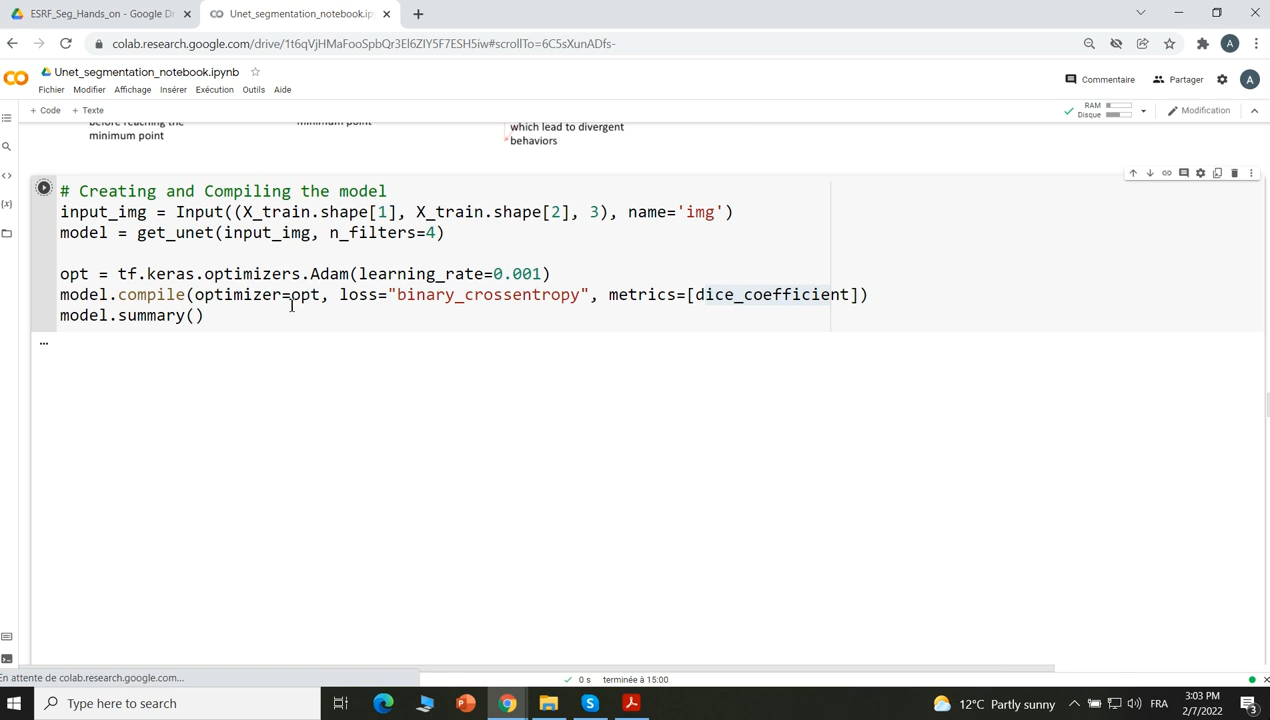 ESRF_Seg_Hands_on - Google Dr
Unet_segmentation_notebook.ipyn
colab.research.google.com/drive/1t6qVjHMaFooSpbQr3El6ZIY5F7ESH5iw#scrollTo=6C5sXunADfs-
A
Unet_segmentation_notebook.ipynb
Commentaire
Partager
A
Fichier Modifier Affichage Insérer Exécution Outils Aide
+ Code + Texte
RAM
Disque
Modification
before reaching the
minimum point
minimum point
which lead to divergent
behaviors
# Creating and Compiling the model
input_img = Input((X_train.shape[1], X_train.shape[2], 3), name='img')
model = get_unet(input_img, n_filters=4)
opt = tf.keras.optimizers.Adam(learning_rate=0.001)
model.compile(optimizer=opt, loss="binary_crossentropy", metrics=[dice_coefficient])
model.summary()
...
En attente de colab.research.google.com...
0 s terminée à 15:00
Type here to search
12°C Partly sunny
FRA
3:03 PM
2/7/2022
3